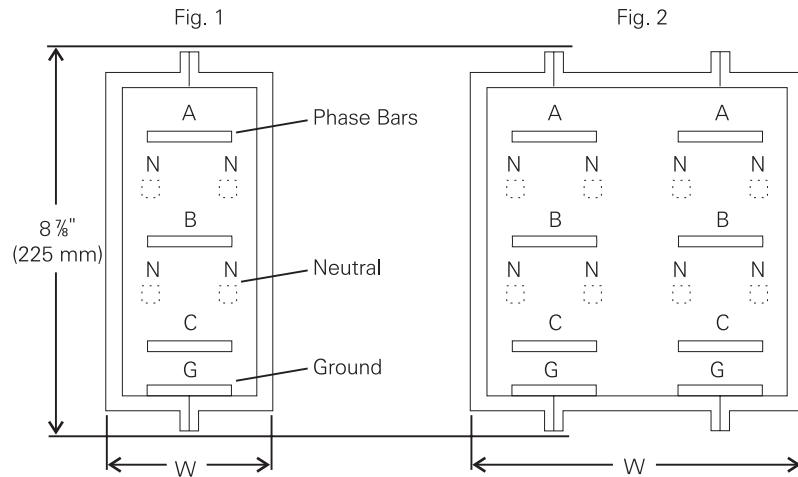 Fig. 1
Fig. 2
A
A
A
Phase Bars
N N
N N
N N
8 ⅞"
(225 mm)
B
B
B
N N
N N
N N
Neutral
C
C
C
G
G
G
Ground
W
W